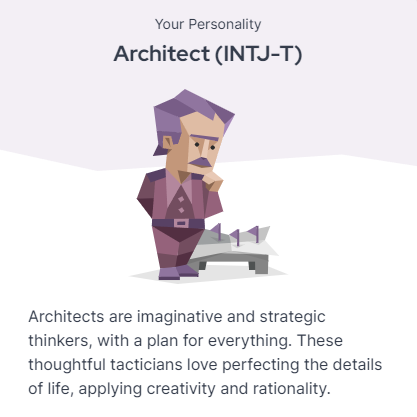 Your Personality
Architect (INTJ-T)
Architects are imaginative and strategic
thinkers, with a plan for everything. These
thoughtful tacticians love perfecting the details
of life, applying creativity and rationality.